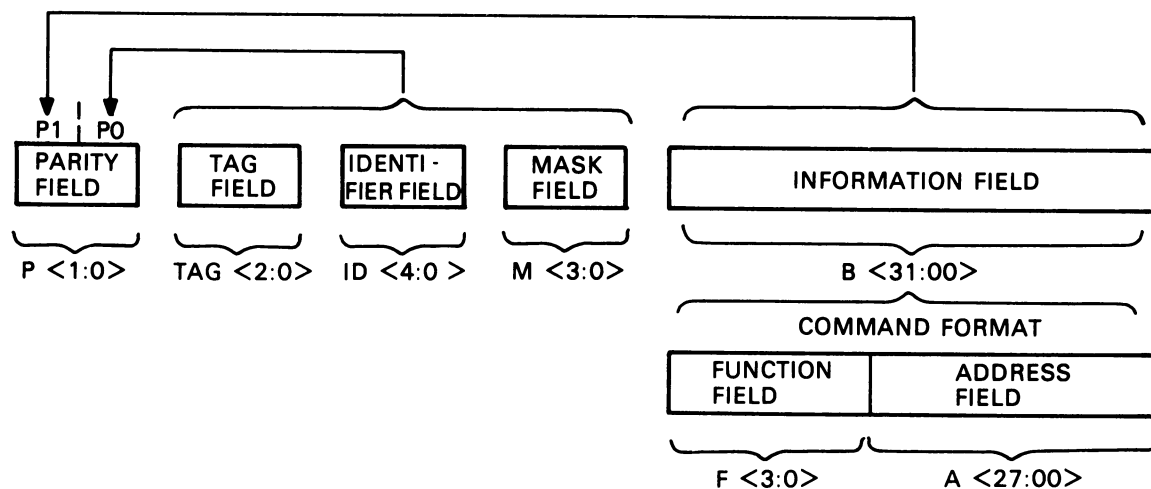 P1 P0
PARITY
FIELD
TAG
FIELD
IDENTI-
FIER FIELD
MASK
FIELD
INFORMATION FIELD
P <1:0>
TAG <2:0>
ID <4:0 >
M <3:0>
B <31:00>
COMMAND FORMAT
FUNCTION
FIELD
ADDRESS
FIELD
F <3:0>
A <27:00>